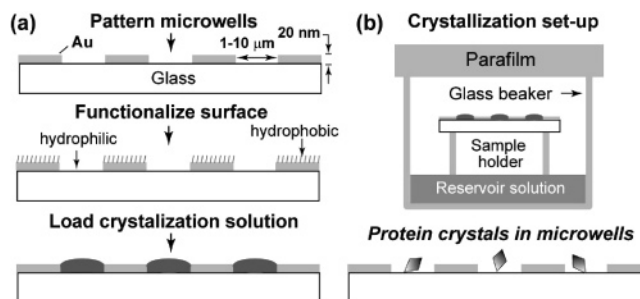 (a)
Pattern microwells
Au
1-10 μm
20 nm
Glass
Functionalize surface
hydrophilic
hydrophobic
Load crystalization solution
(b)
Crystallization set-up
Parafilm
Glass beaker
Sample
holder
Reservoir solution
Protein crystals in microwells